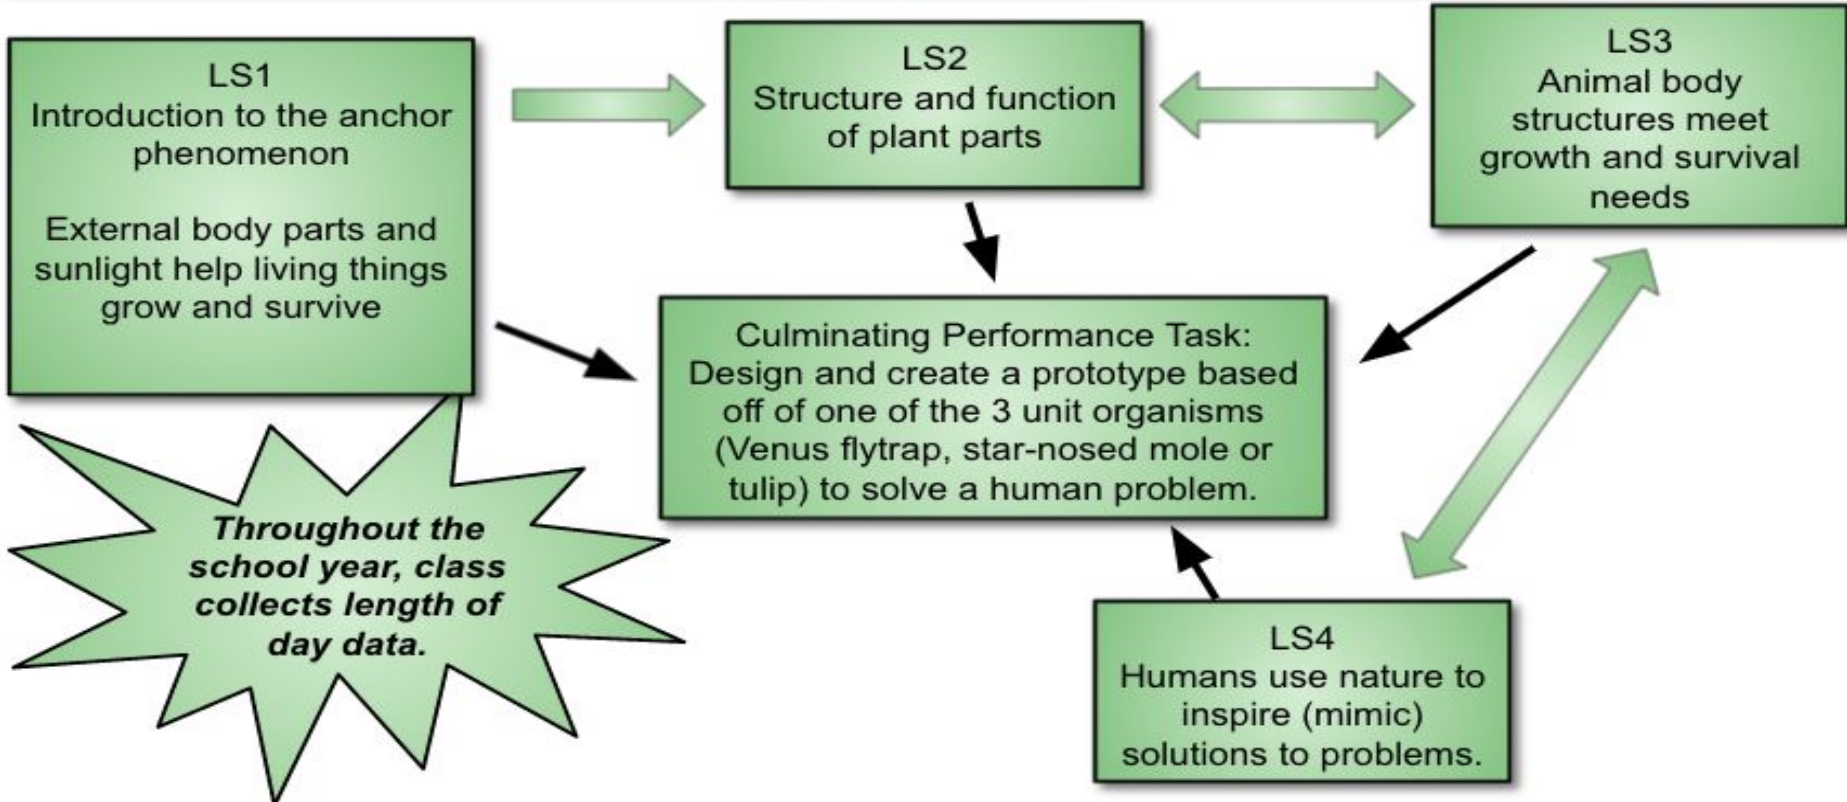 LS1
Introduction to the anchor
phenomenon
External body parts and
sunlight help living things
grow and survive
LS2
Structure and function
of plant parts
LS3
Animal body
structures meet
growth and survival
needs
Culminating Performance Task:
Design and create a prototype based
off of one of the 3 unit organisms
(Venus flytrap, star-nosed mole or
tulip) to solve a human problem.
Throughout the
school year, class
collects length of
day data.
LS4
Humans use nature to
inspire (mimic)
solutions to problems.